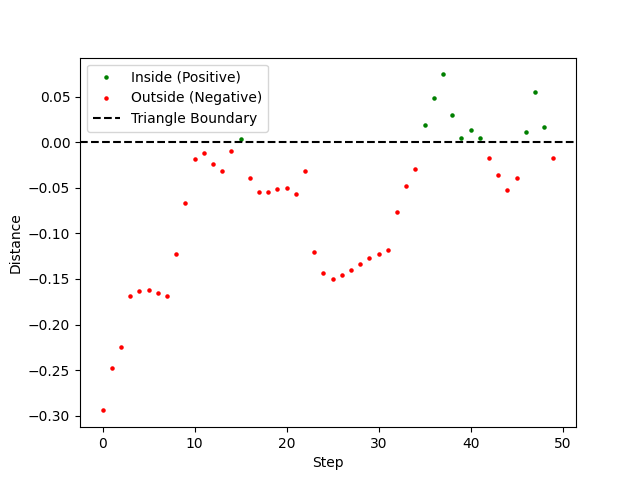 Inside (Positive)
Outside (Negative)
Triangle Boundary
0.05
0.00
−0.05
−0.10
−0.15
−0.20
−0.25
−0.30
Distance
0 10 20 30 40 50
Step